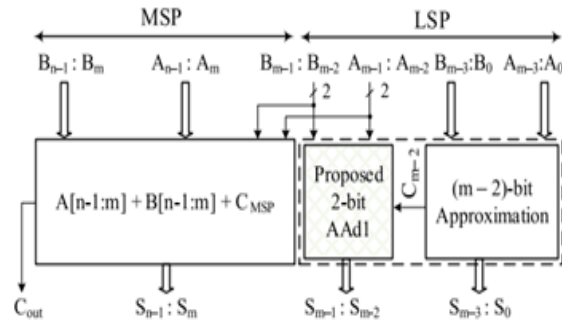 MSP LSP
Bn–1 : Bm An–1 : Am Bm–1 : Bm-2 Am–1 : Am-2 Bm–3:B0 Am–3:A0
2 2
A[n-1:m] + B[n-1:m] + CMSP
Proposed
2-bit
AAd1
Cm–2
(m – 2)-bit
Approximation
Cout Sn–1 : Sm Sm–1 : Sm-2 Sm–3 : S0